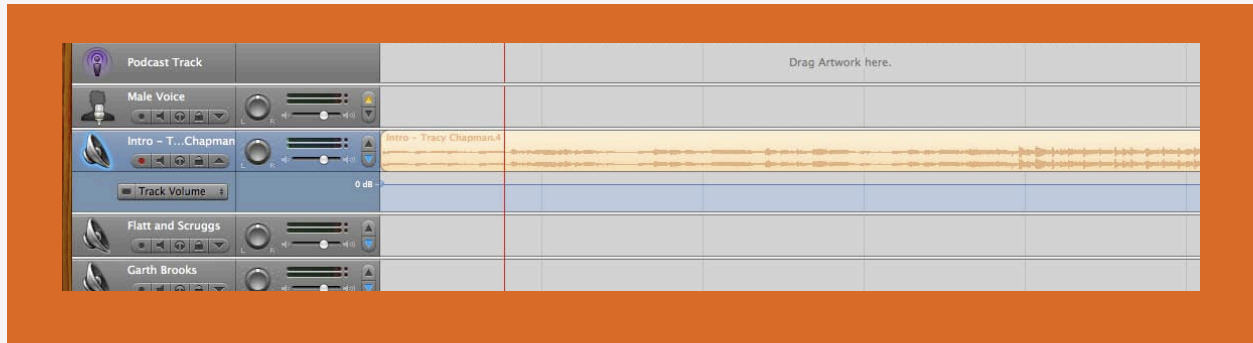 Podcast Track
Drag Artwork here.
Male Voice
L R
Intro – T...Chapman
L R
Intro – Tracy Chapman.4
Track Volume
0 dB
Flatt and Scruggs
L R
Garth Brooks
L R